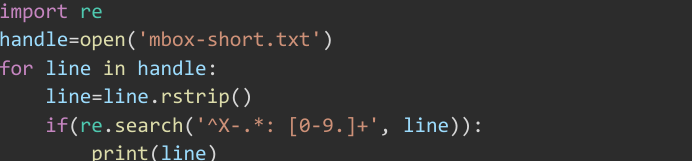 import re
handle=open('mbox-short.txt')
for line in handle:
    line=line.rstrip()
    if(re.search('^X-.*: [0-9.]+', line)):
        print(line)